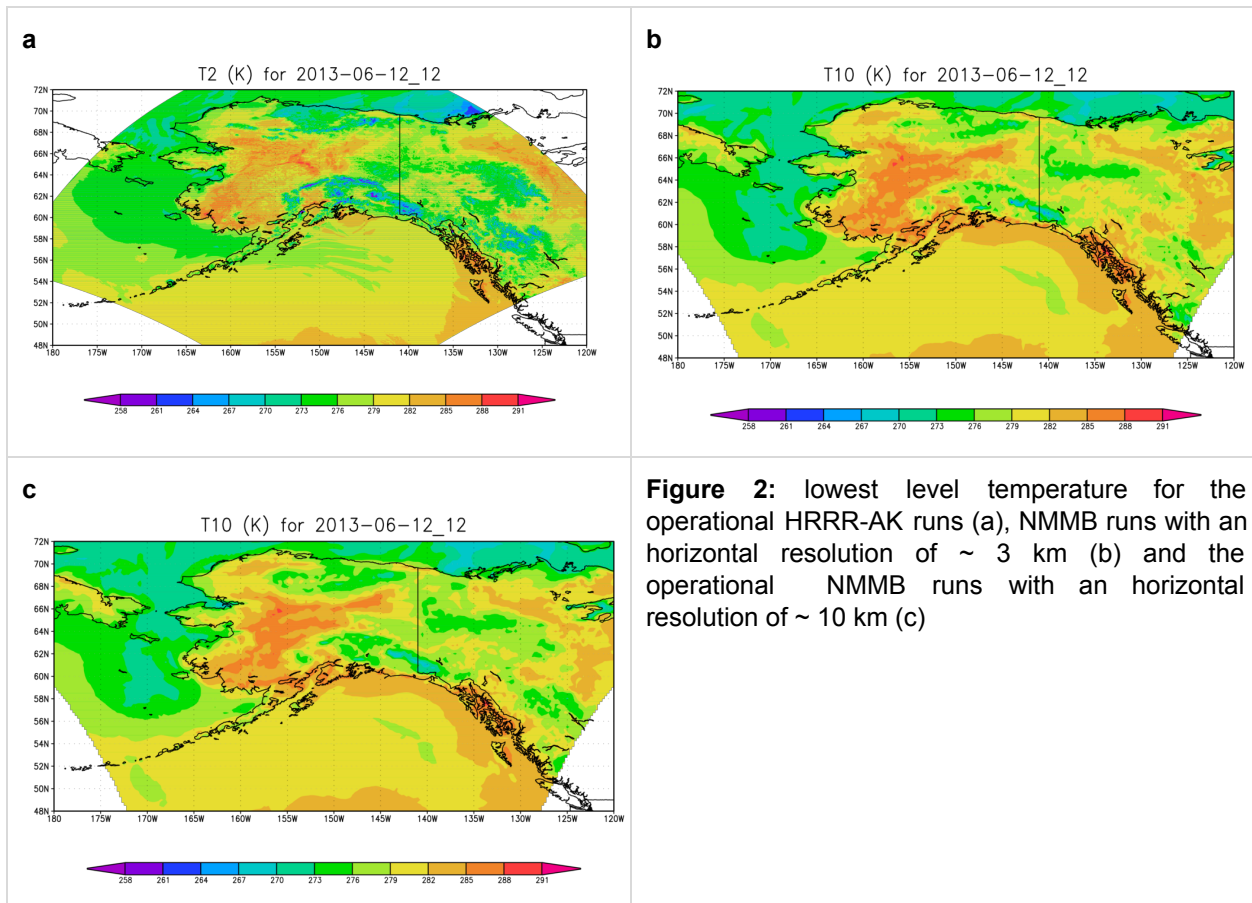 a
T2 (K) for 2013-06-12_12
72N
70N
68N
66N
64N
62N
60N
58N
56N
54N
52N
50N
48N
180 175W 170W 165W 160W 155W 150W 145W 140W 135W 130W 125W 120W
258 261 264 267 270 273 276 279 282 285 288 291
b
T10 (K) for 2013-06-12_12
72N
70N
68N
66N
64N
62N
60N
58N
56N
54N
52N
50N
48N
180 175W 170W 165W 160W 155W 150W 145W 140W 135W 130W 125W 120W
258 261 264 267 270 273 276 279 282 285 288 291
c
T10 (K) for 2013-06-12_12
72N
70N
68N
66N
64N
62N
60N
58N
56N
54N
52N
50N
48N
180 175W 170W 165W 160W 155W 150W 145W 140W 135W 130W 125W 120W
258 261 264 267 270 273 276 279 282 285 288 291
Figure 2: lowest level temperature for the
operational HRRR-AK runs (a), NMMB runs with an
horizontal resolution of ~ 3 km (b) and the
operational NMMB runs with an horizontal
resolution of ~ 10 km (c)